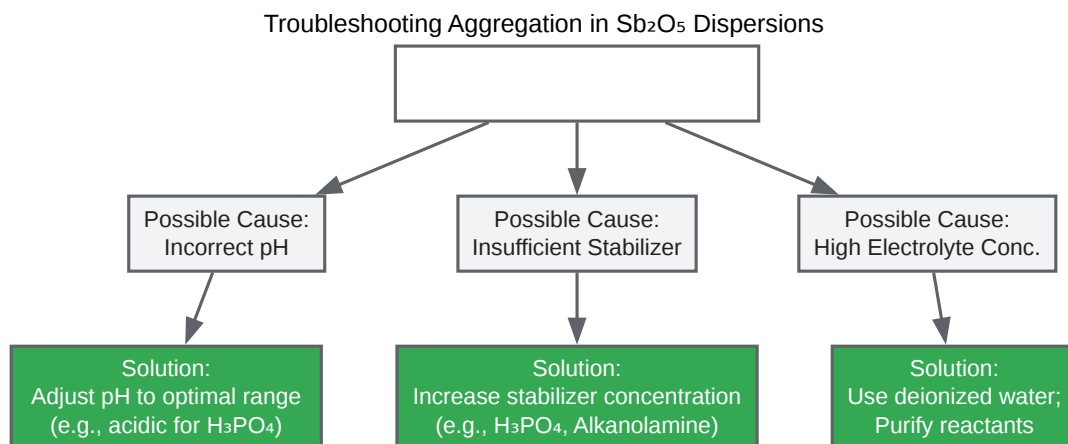 Troubleshooting Aggregation in Sb₂O₅ Dispersions
Possible Cause:
Incorrect pH
Possible Cause:
Insufficient Stabilizer
Possible Cause:
High Electrolyte Conc.
Solution:
Adjust pH to optimal range
(e.g., acidic for H₃PO₄)
Solution:
Increase stabilizer concentration
(e.g., H₃PO₄, Alkanolamine)
Solution:
Use deionized water;
Purify reactants